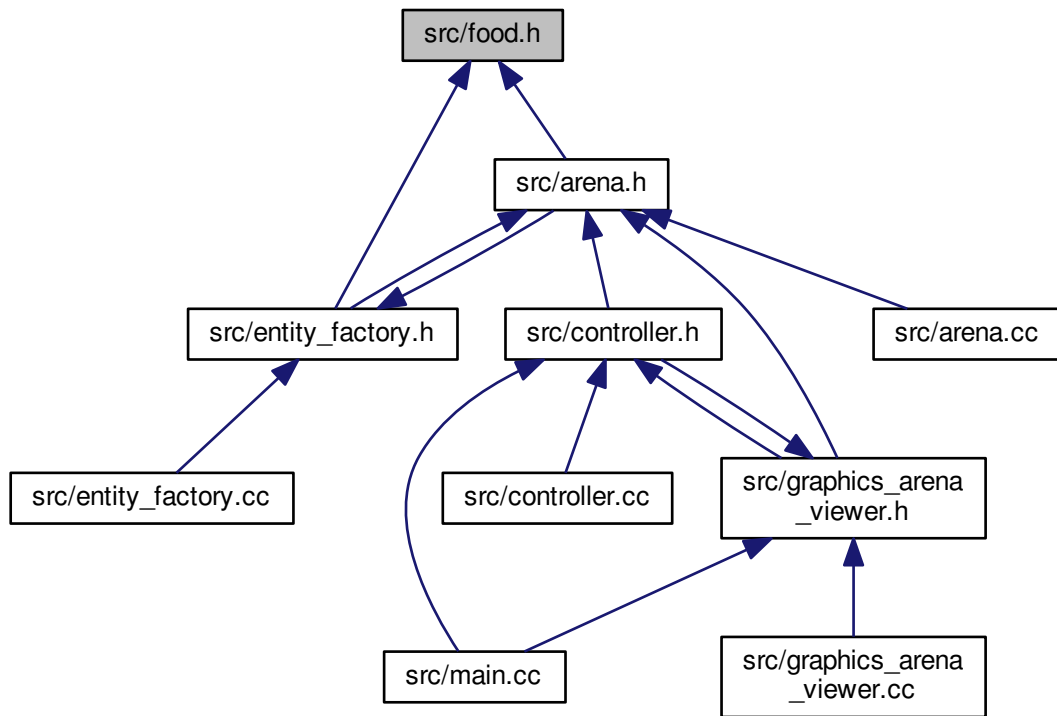 src/food.h
src/arena.h
src/entity_factory.h
src/controller.h
src/arena.cc
src/entity_factory.cc
src/controller.cc
src/graphics_arena
_viewer.h
src/main.cc
src/graphics_arena
_viewer.cc